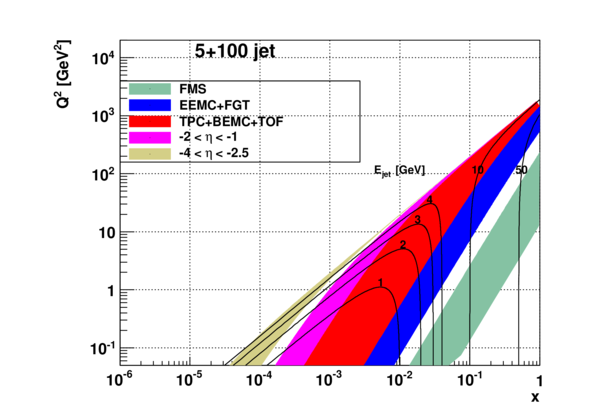 5+100 jet
Q² [GeV²]
10⁴
FMS
EEMC+FGT
10³
TPC+BEMC+TOF
-2 < η < -1
-4 < η < -2.5
10²
E_jet [GeV]
10
50
4
10
3
2
1
1
10⁻¹
10⁻⁶ 10⁻⁵ 10⁻⁴ 10⁻³ 10⁻² 10⁻¹ 1
x